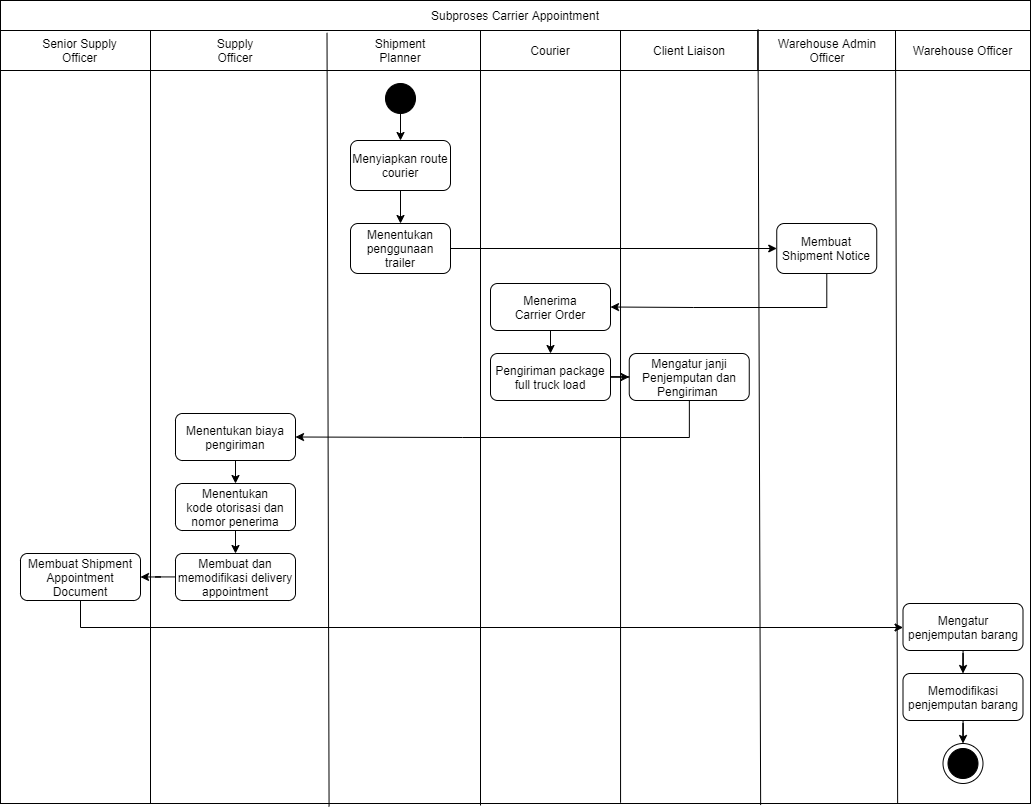 Subproses Carrier Appointment
Senior Supply
Officer
Supply
Officer
Shipment
Planner
Courier
Client Liaison
Warehouse Admin
Officer
Warehouse Officer
Menyiapkan route
courier
Menentukan
penggunaan
trailer
Membuat
Shipment Notice
Menerima
Carrier Order
Pengiriman package
full truck load
Mengatur janji
Penjemputan dan
Pengiriman
Menentukan biaya
pengiriman
Menentukan
kode otorisasi dan
nomor penerima
Membuat dan
memodifikasi delivery
appointment
Membuat Shipment
Appointment
Document
Mengatur
penjemputan barang
Memodifikasi
penjemputan barang